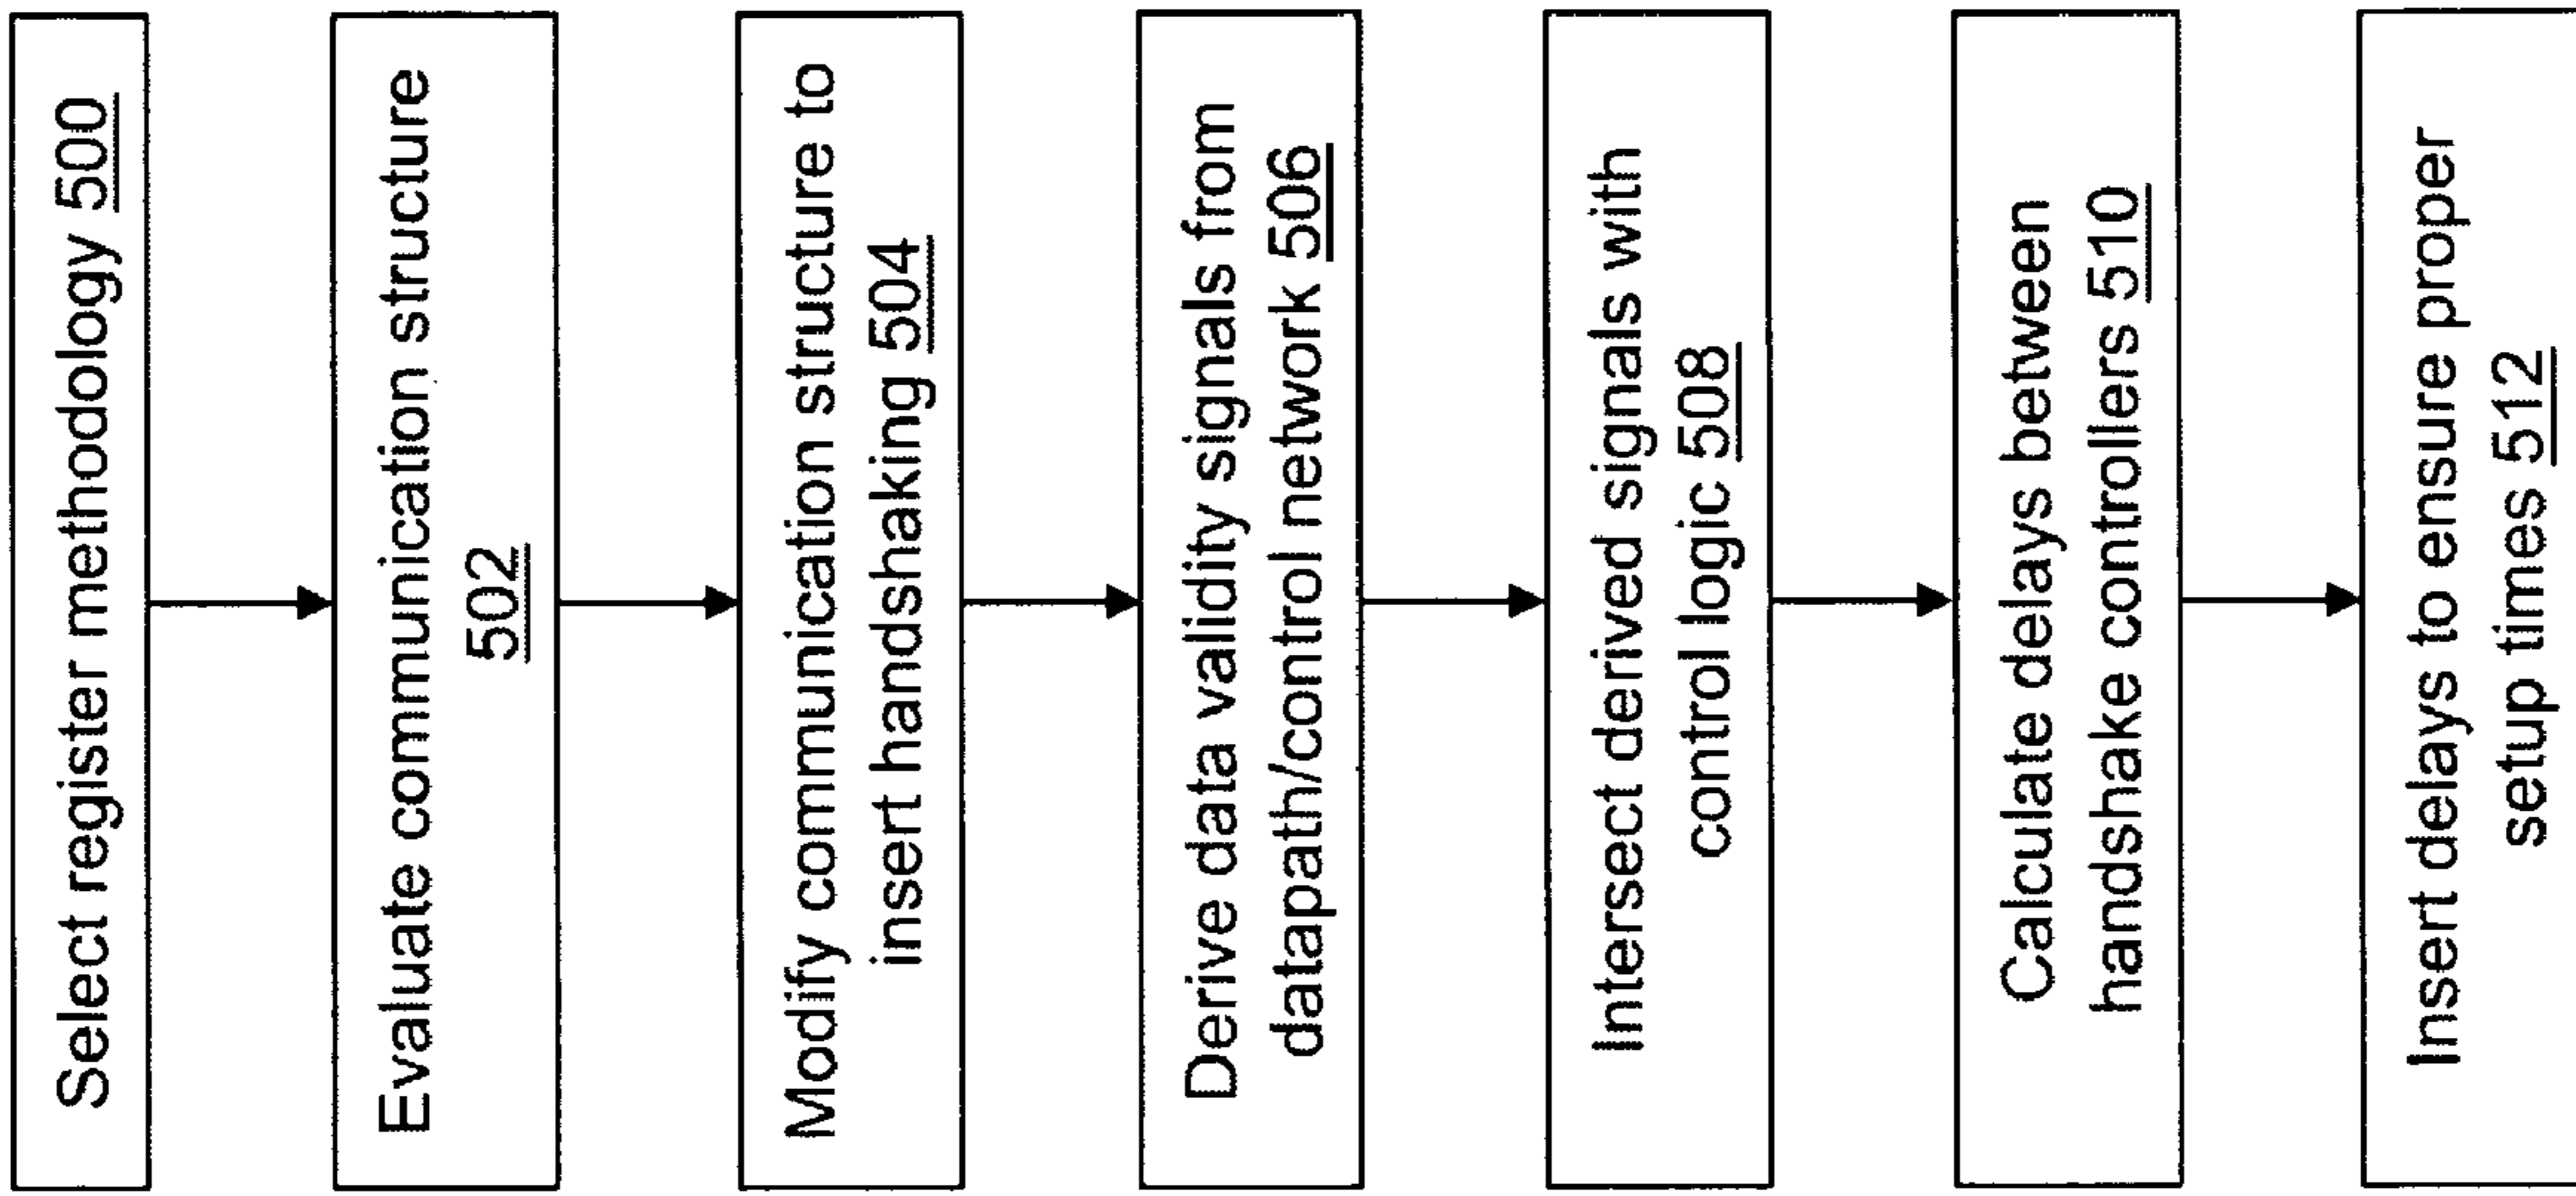 Select register methodology 500
Evaluate communication structure
502
Modify communication structure to
insert handshaking 504
Derive data validity signals from
datapath/control network 506
Intersect derived signals with
control logic 508
Calculate delays between
handshake controllers 510
Insert delays to ensure proper
setup times 512